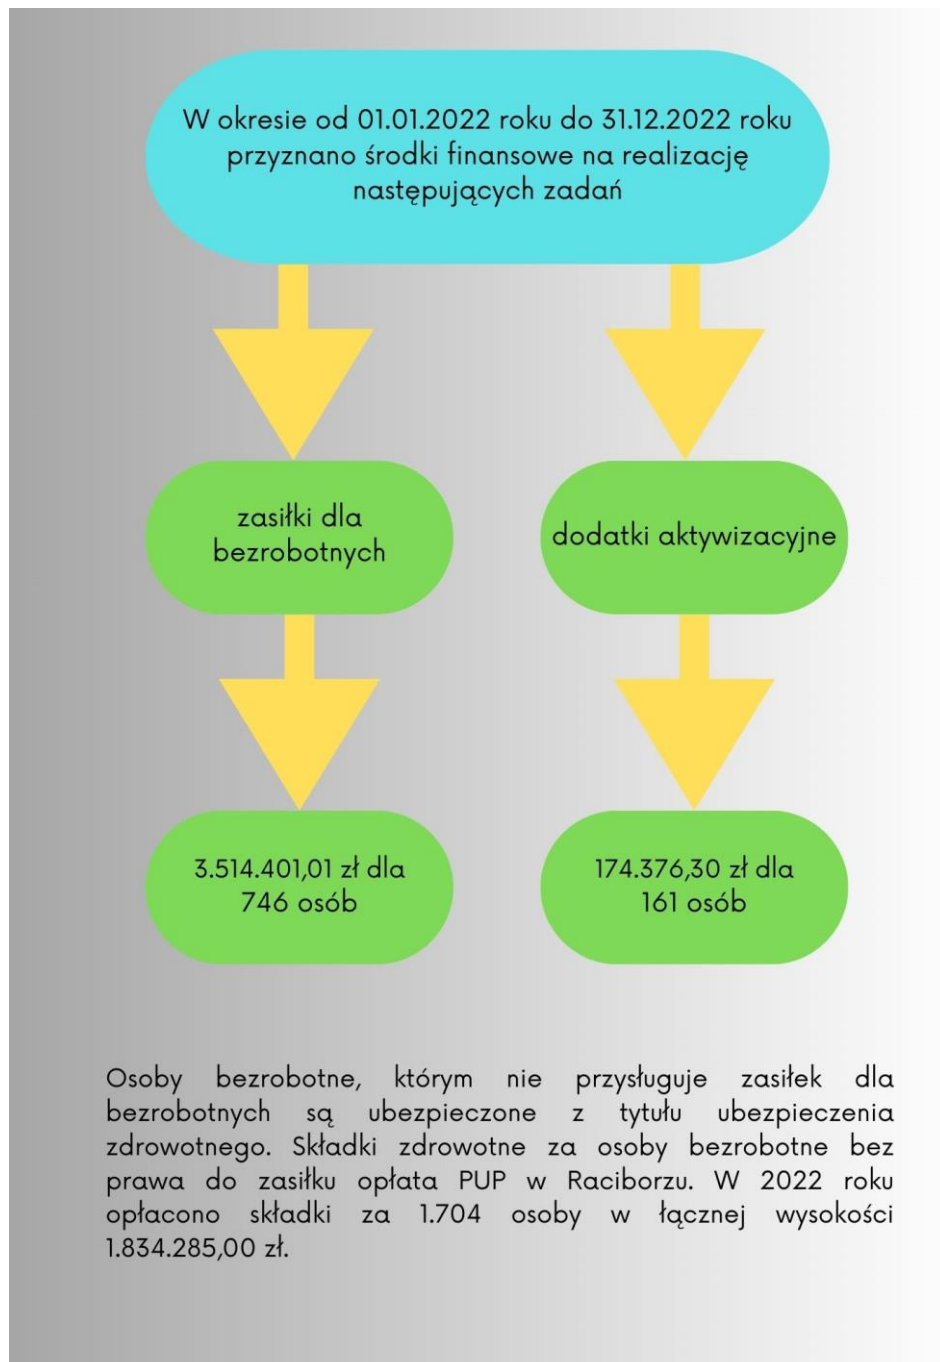 W okresie od 01.01.2022 roku do 31.12.2022 roku
przyznano środki finansowe na realizację
następujących zadań
zasiłki dla
bezrobotnych
dodatki aktywizacyjne
3.514.401,01 zł dla
746 osób
174.376,30 zł dla
161 osób
Osoby bezrobotne, którym nie przysługuje zasiłek dla
bezrobotnych są ubezpieczone z tytułu ubezpieczenia
zdrowotnego. Składki zdrowotne za osoby bezrobotne bez
prawa do zasiłku opłata PUP w Raciborzu. W 2022 roku
opłacono składki za 1.704 osoby w łącznej wysokości
1.834.285,00 zł.